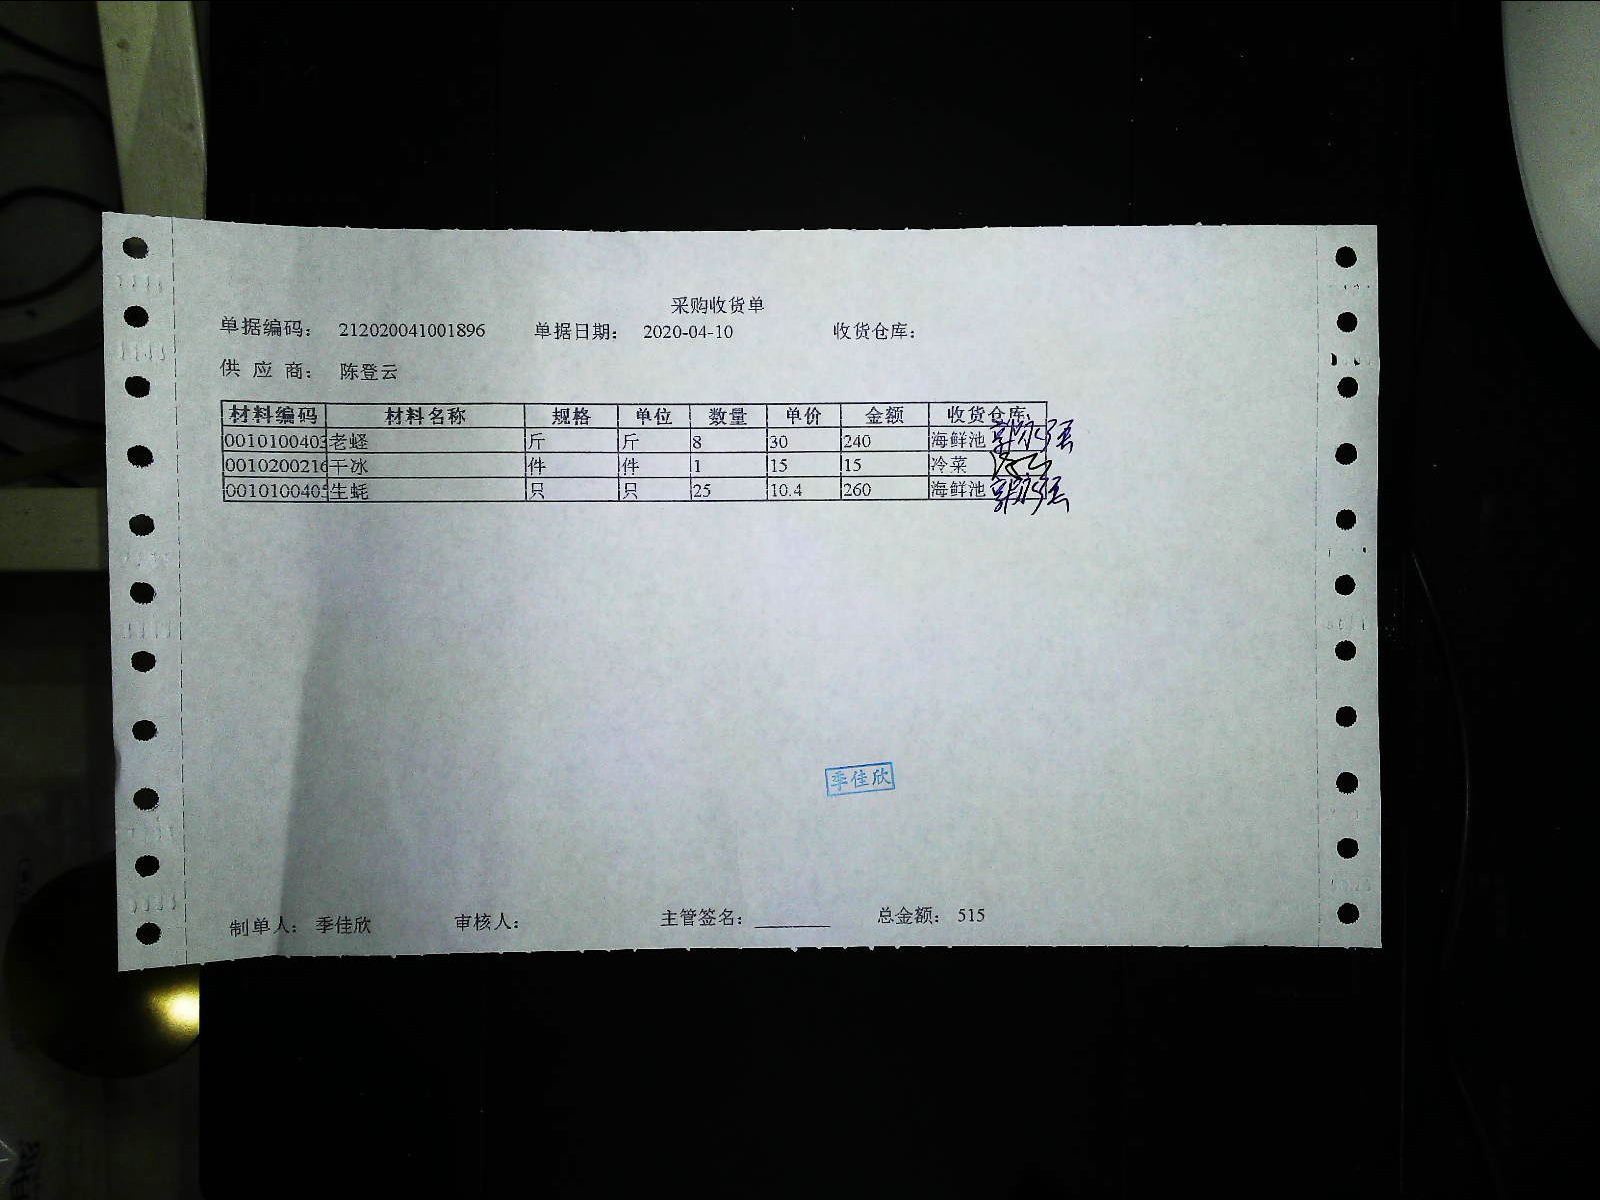 采购收货单
单据编码： 212020041001896 单据日期： 2020-04-10 收货仓库：
供 应 商： 陈登云
材料编码 材料名称 规格 单位 数量 单价 金额 收货仓库
0010100403 老蛏 斤 斤 8 30 240 海鲜池
0010200216 干冰 件 件 1 15 15 冷菜
0010100405 生蚝 只 只 25 10.4 260 海鲜池
季佳欣
制单人： 季佳欣 审核人： 主管签名： 总金额： 515